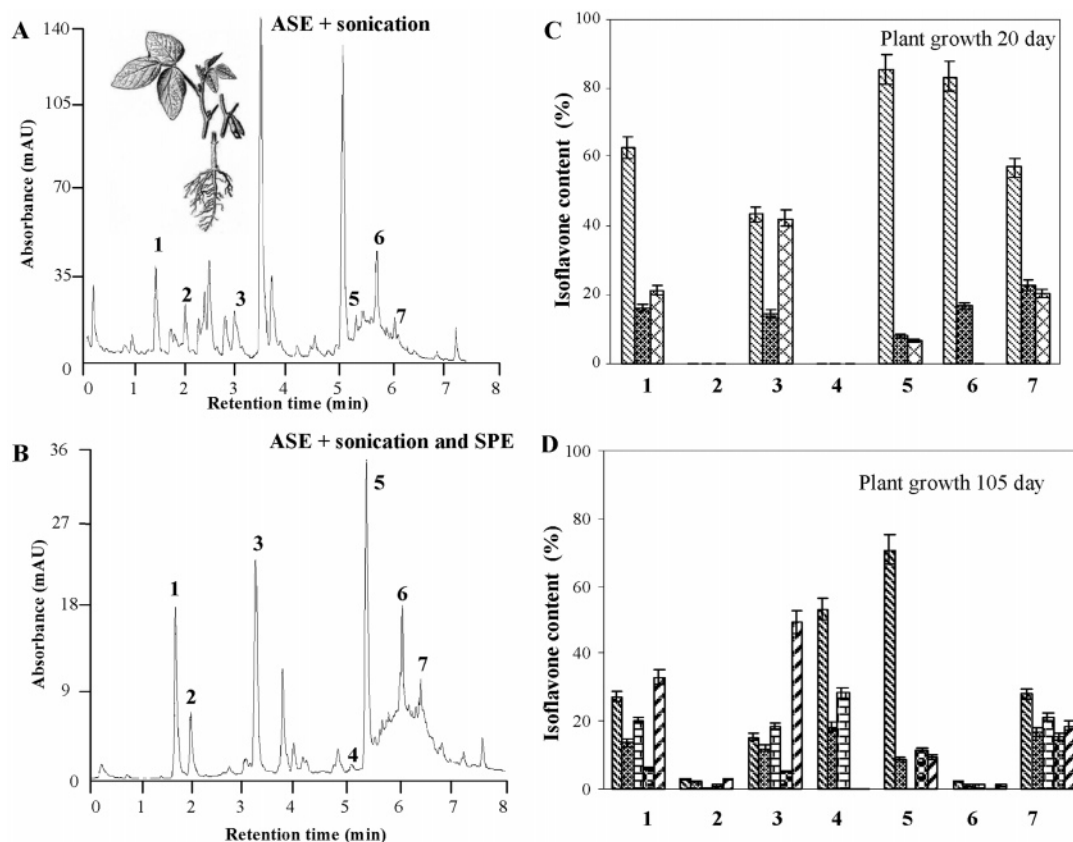 A
ASE + sonication
140
105
70
35
0
Absorbance (mAU)
1
2
3
5
6
7
0 1 2 3 4 5 6 7 8
Retention time (min)
B
ASE + sonication and SPE
36
27
18
9
0
Absorbance (mAU)
1
2
3
4
5
6
7
0 1 2 3 4 5 6 7 8
Retention time (min)
C
Plant growth 20 day
100
80
60
40
20
0
Isoflavone content (%)
1 2 3 4 5 6 7
D
Plant growth 105 day
100
80
60
40
20
0
Isoflavone content (%)
1 2 3 4 5 6 7